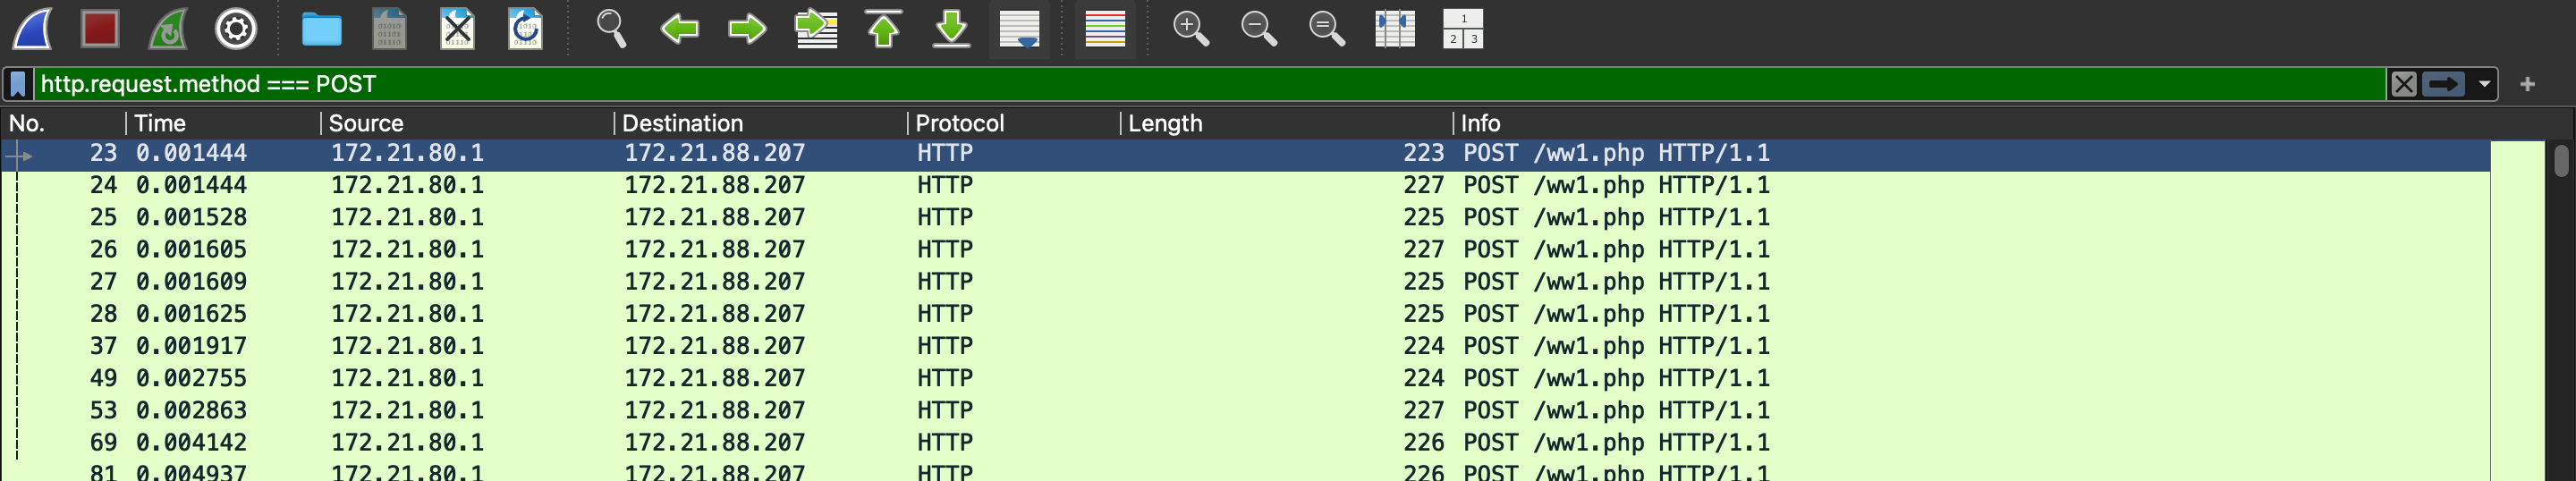 http.request.method === POST
No. Time Source Destination Protocol Length Info
23 0.001444 172.21.80.1 172.21.88.207 HTTP 223 POST /ww1.php HTTP/1.1
24 0.001444 172.21.80.1 172.21.88.207 HTTP 227 POST /ww1.php HTTP/1.1
25 0.001528 172.21.80.1 172.21.88.207 HTTP 225 POST /ww1.php HTTP/1.1
26 0.001605 172.21.80.1 172.21.88.207 HTTP 227 POST /ww1.php HTTP/1.1
27 0.001609 172.21.80.1 172.21.88.207 HTTP 225 POST /ww1.php HTTP/1.1
28 0.001625 172.21.80.1 172.21.88.207 HTTP 225 POST /ww1.php HTTP/1.1
37 0.001917 172.21.80.1 172.21.88.207 HTTP 224 POST /ww1.php HTTP/1.1
49 0.002755 172.21.80.1 172.21.88.207 HTTP 224 POST /ww1.php HTTP/1.1
53 0.002863 172.21.80.1 172.21.88.207 HTTP 227 POST /ww1.php HTTP/1.1
69 0.004142 172.21.80.1 172.21.88.207 HTTP 226 POST /ww1.php HTTP/1.1
81 0.004937 172.21.80.1 172.21.88.207 HTTP 226 POST /ww1.php HTTP/1.1